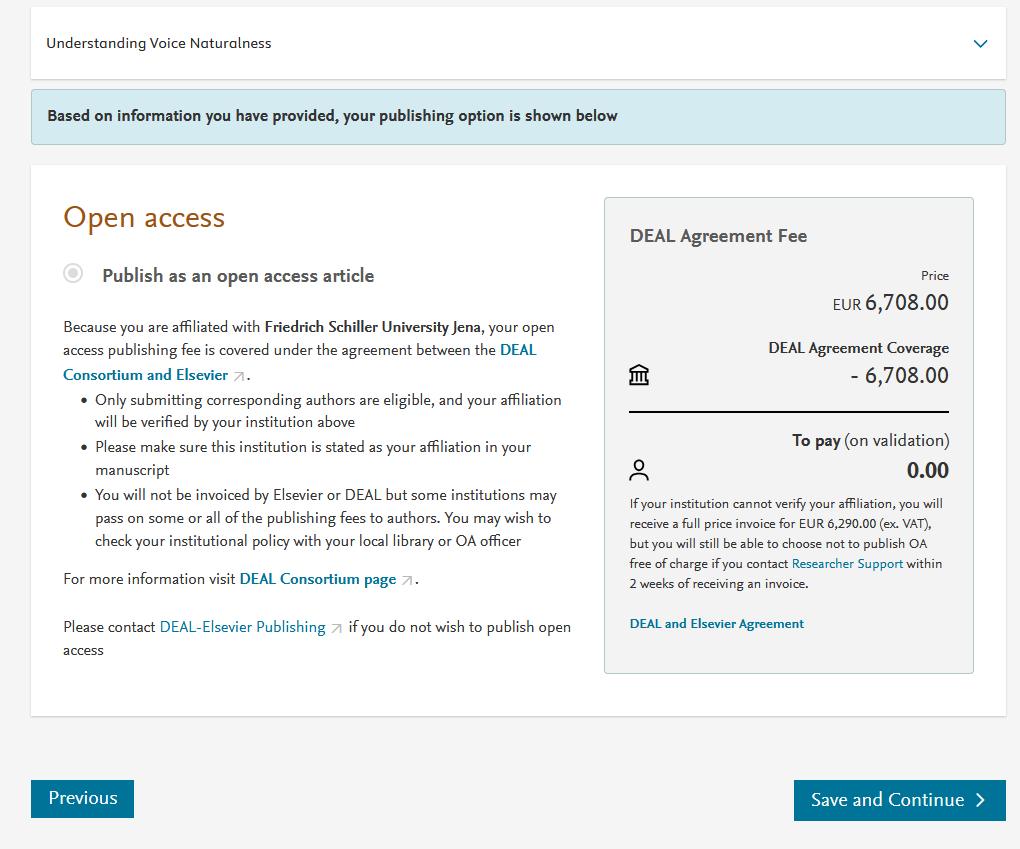 Understanding Voice Naturalness
Based on information you have provided, your publishing option is shown below
Open access
Publish as an open access article
Because you are affiliated with Friedrich Schiller University Jena, your open
access publishing fee is covered under the agreement between the DEAL
Consortium and Elsevier.
• Only submitting corresponding authors are eligible, and your affiliation
will be verified by your institution above
• Please make sure this institution is stated as your affiliation in your
manuscript
• You will not be invoiced by Elsevier or DEAL but some institutions may
pass on some or all of the publishing fees to authors. You may wish to
check your institutional policy with your local library or OA officer
For more information visit DEAL Consortium page.
Please contact DEAL-Elsevier Publishing if you do not wish to publish open
access
DEAL Agreement Fee
Price
EUR 6,708.00
DEAL Agreement Coverage
- 6,708.00
To pay (on validation)
0.00
If your institution cannot verify your affiliation, you will
receive a full price invoice for EUR 6,290.00 (ex. VAT),
but you will still be able to choose not to publish OA
free of charge if you contact Researcher Support within
2 weeks of receiving an invoice.
DEAL and Elsevier Agreement
Previous
Save and Continue